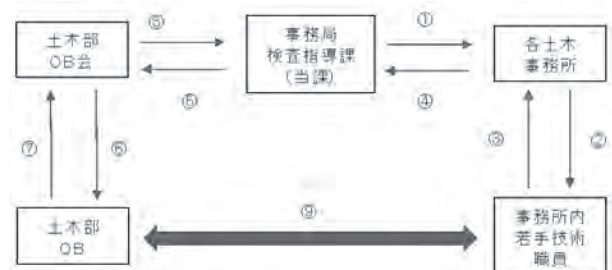 ⑧
①
土木部
OB会
事務局
検査指導課
(当課)
各土木
事務所
⑤
④
⑦
⑥
③
②
⑨
土木部
OB
事務所内
若手技術
職員